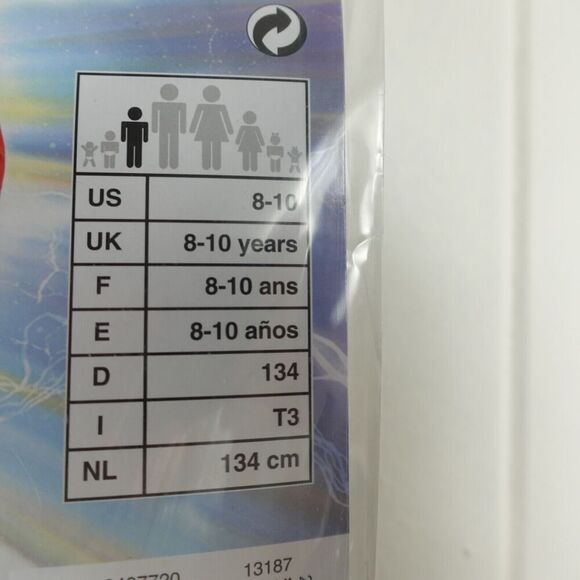 US 8-10
UK 8-10 years
F 8-10 ans
E 8-10 años
D 134
I T3
NL 134 cm
13187